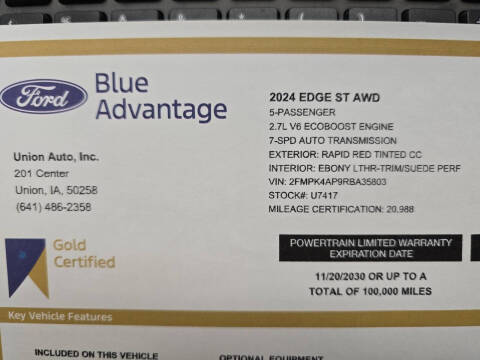 Ford
Blue
Advantage
Union Auto, Inc.
201 Center
Union, IA, 50258
(641) 486-2358
Gold
Certified
2024 EDGE ST AWD
5-PASSENGER
2.7L V6 ECOBOOST ENGINE
7-SPD AUTO TRANSMISSION
EXTERIOR: RAPID RED TINTED CC
INTERIOR: EBONY LTHR-TRIM/SUEDE PERF
VIN: 2FMPK4AP9RBA35803
STOCK#: U7417
MILEAGE CERTIFICATION: 20,988
POWERTRAIN LIMITED WARRANTY
EXPIRATION DATE
11/20/2030 OR UP TO A
TOTAL OF 100,000 MILES
Key Vehicle Features
INCLUDED ON THIS VEHICLE
OPTIONAL EQUIPMENT